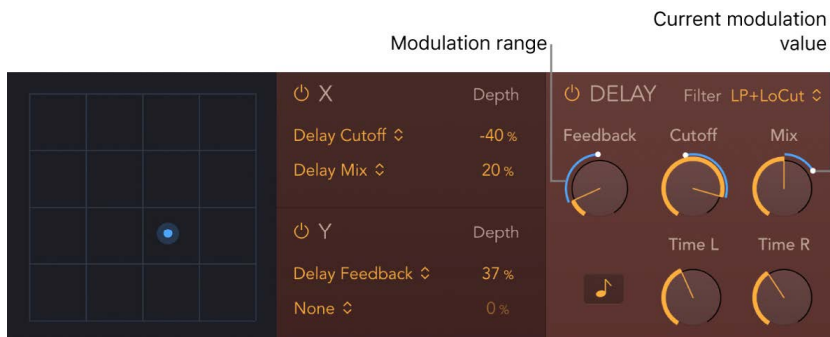 Current modulation
value
Modulation range
X Depth
Delay Cutoff -40 %
Delay Mix 20 %
Y Depth
Delay Feedback 37 %
None 0 %
DELAY Filter LP+LoCut
Feedback Cutoff Mix
Time L Time R